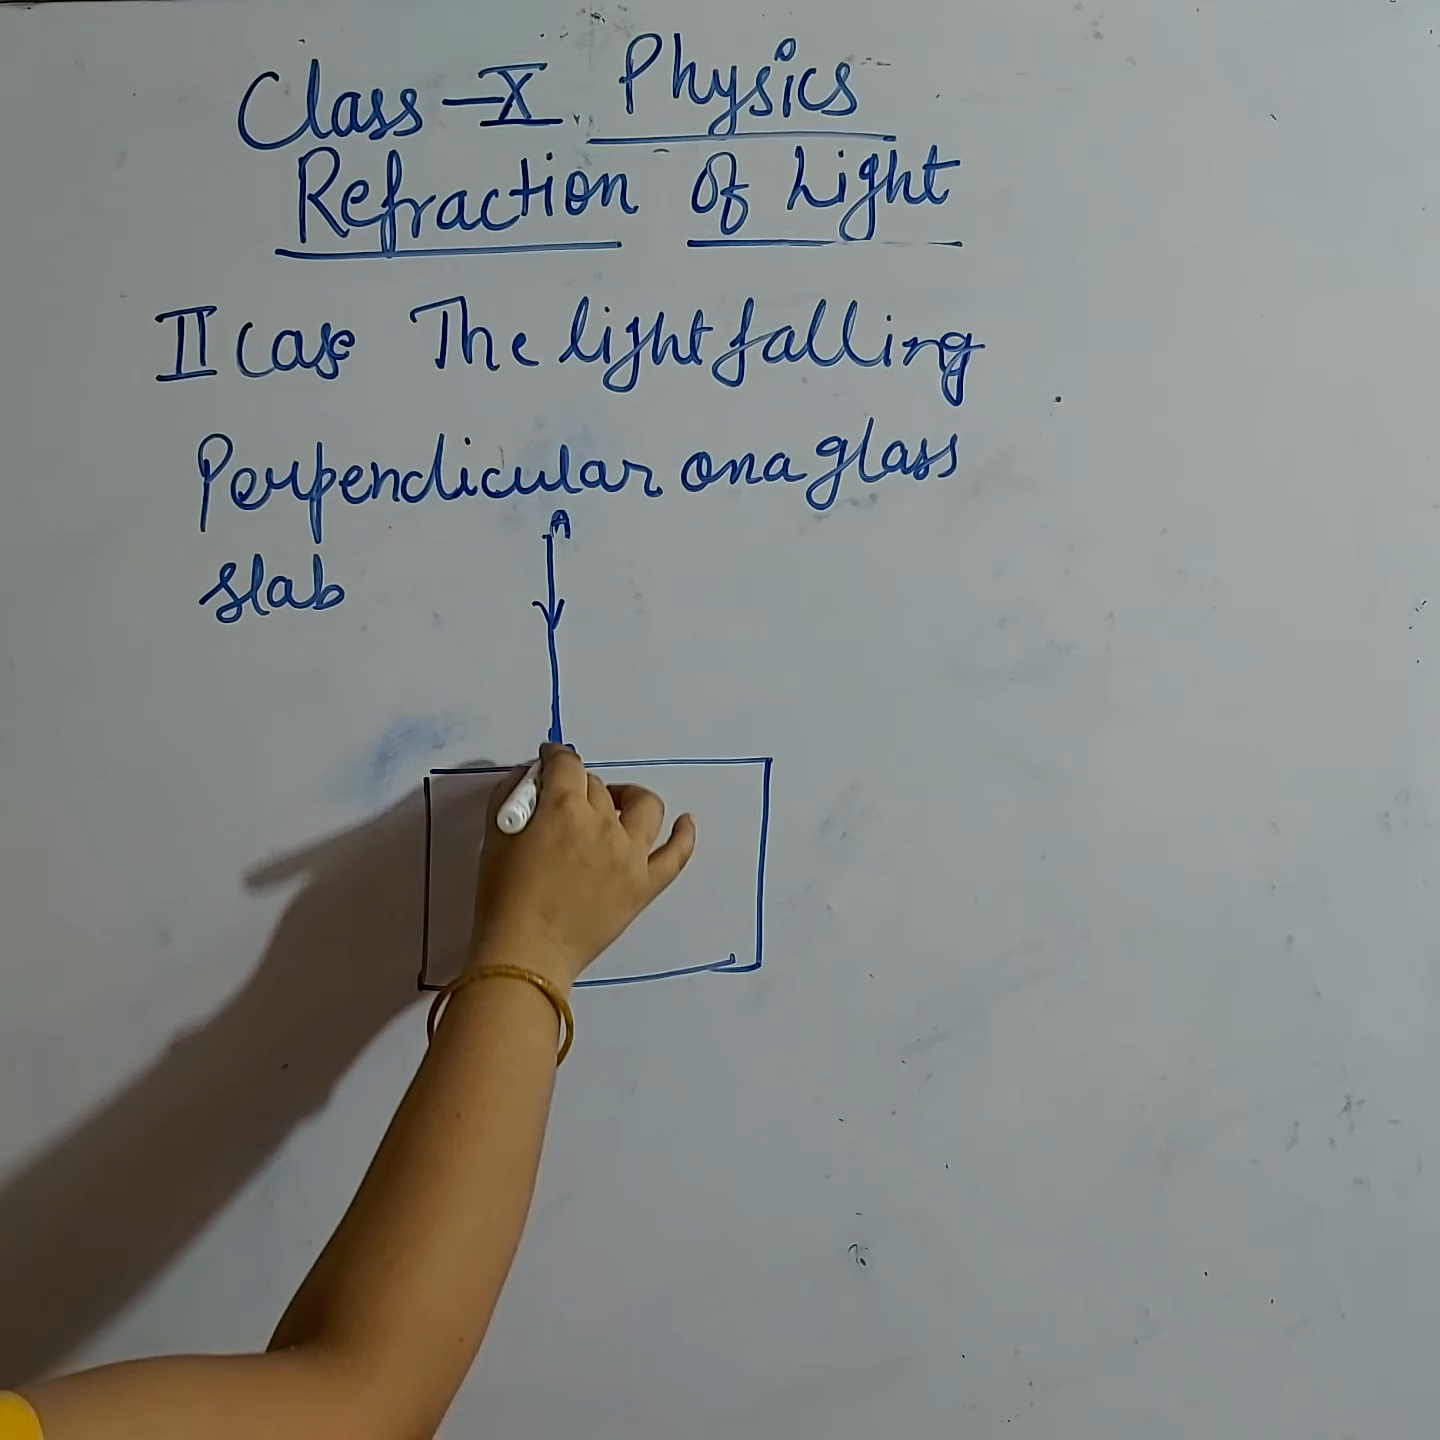 Class - X Physics
Refraction of Light
II Case The light falling
Perpendicular on a glass
slab
A